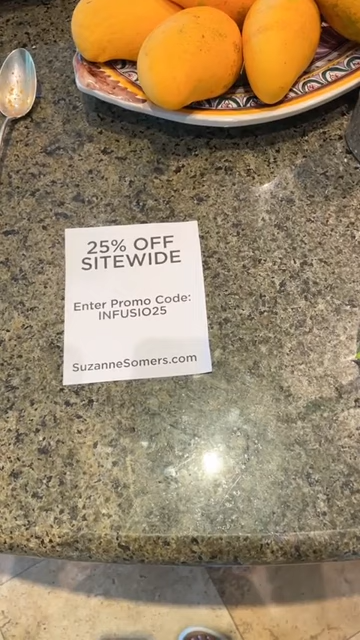 25% OFF
SITEWIDE
Enter Promo Code:
INFUSIO25
SuzanneSomers.com